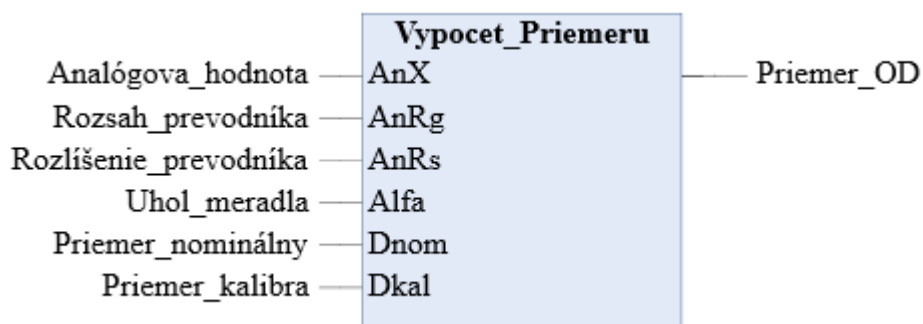 Vypocet_Priemeru
Analógova_hodnota AnX Priemer_OD
Rozsah_prevodníka AnRg
Rozlíšenie_prevodníka AnRs
Uhol_meradla Alfa
Priemer_nominálny Dnom
Priemer_kalibra Dkal